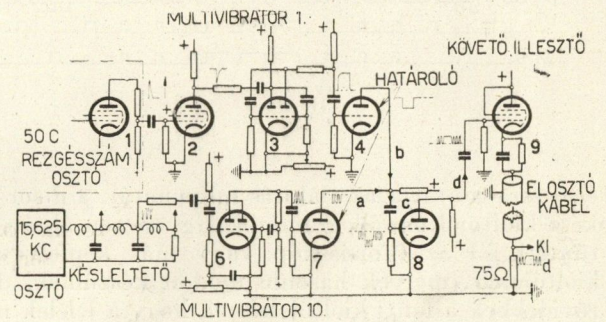 MULTIVIBRÁTOR 1.
KÖVETŐ ILLESZTŐ
HATÁROLÓ
50 C
REZGÉSSZÁM
OSZTÓ
1
2
3
4
9
b
d
a
c
ELOSZTÓ
KÁBEL
15,625
KC
OSZTÓ
KÉSLELTETŐ
6
7
8
KI
75Ω
d
MULTIVIBRÁTOR 10.